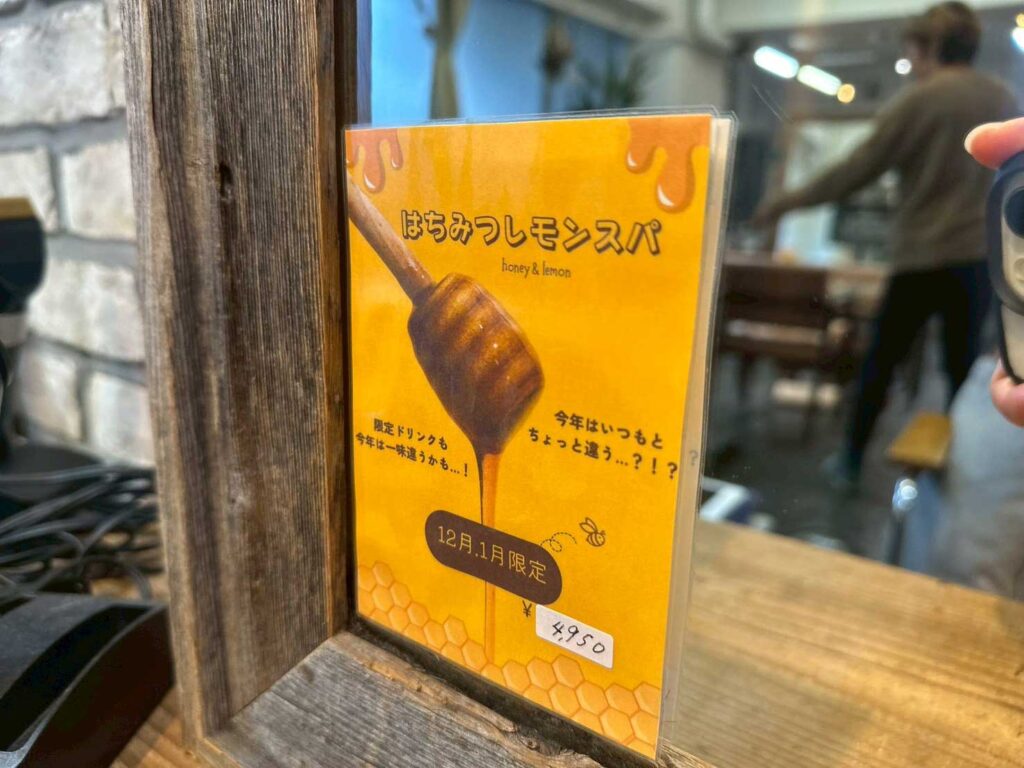 はちみつレモンスパ
honey & lemon
今年はいつもと
ちょっと違う…?!?
限定ドリンクも
今年は一味違うかも…!
12月.1月限定
¥
4,950